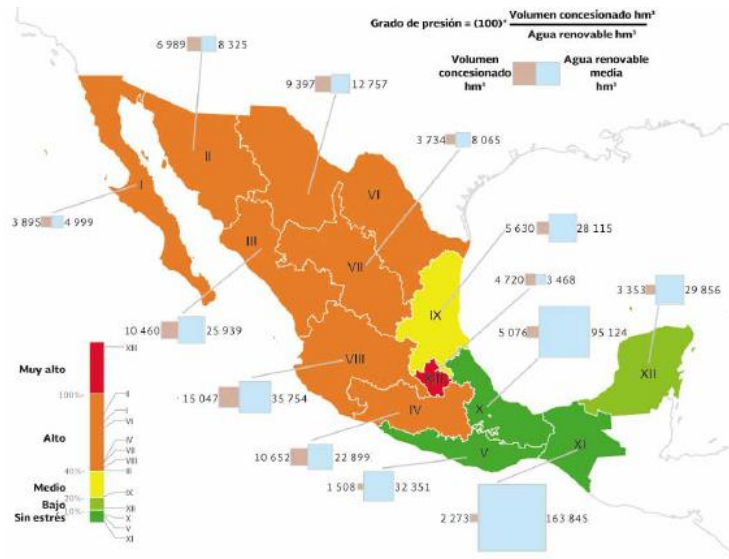 Grado de presión = (100)* Volumen concesionado hm³
Agua renovable hm³
Volumen
concesionado
hm³
Agua renovable
media
hm³
6 989 8 325
9 397 12 757
3 734 8 065
3 895 4 999
5 630 28 115
4 720 3 468
3 353 29 856
5 076 95 124
10 460 25 939
15 047 35 754
10 652 22 899
1 508 32 351
2 273 163 845
I
II
III
VI
VII
IX
VIII
XIII
IV
X
V
XI
XII
Muy alto
XIII
100%
II
I
VI
Alto
IV
VII
VIII
40%
III
Medio
20%
IX
Bajo
10%
XII
Sin estrés
X
V
XI